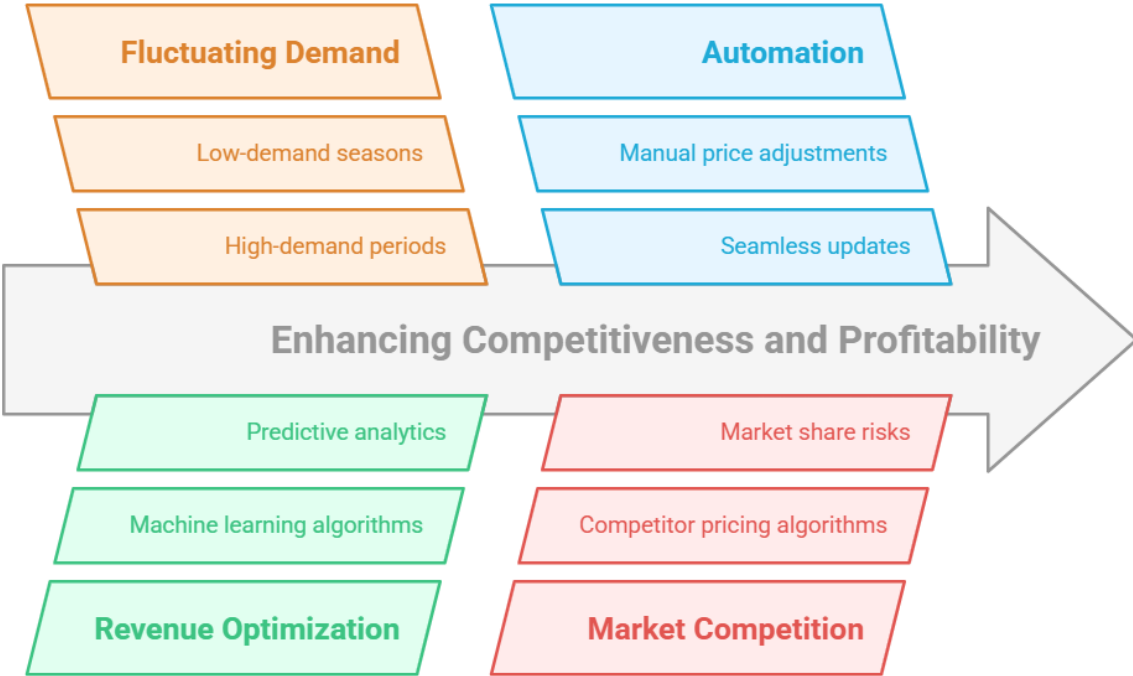 Fluctuating Demand
Low-demand seasons
High-demand periods
Automation
Manual price adjustments
Seamless updates
Enhancing Competitiveness and Profitability
Predictive analytics
Machine learning algorithms
Revenue Optimization
Market share risks
Competitor pricing algorithms
Market Competition